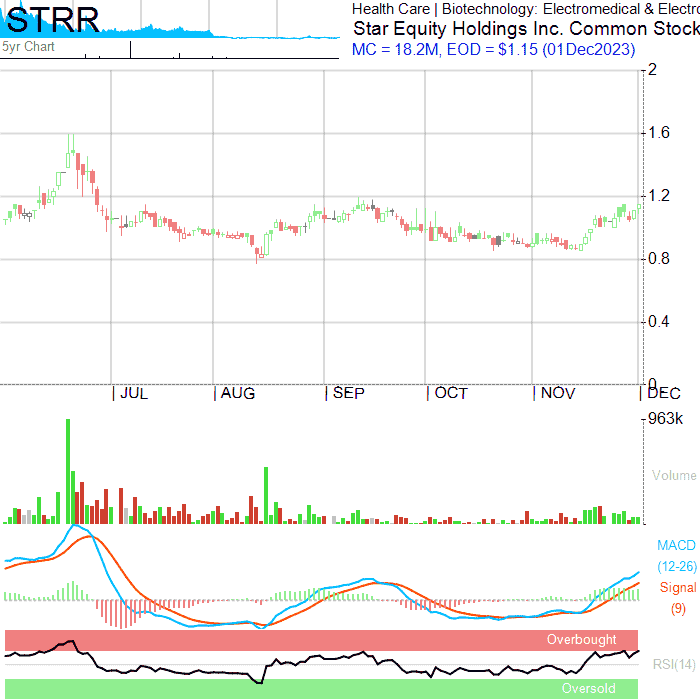 STRR
5yr Chart
Health Care | Biotechnology: Electromedical & Electro
Star Equity Holdings Inc. Common Stock
MC = 18.2M, EOD = $1.15 (01Dec2023)
2
1.6
1.2
0.8
0.4
0
| JUL | AUG | SEP | OCT | NOV | DEC
963k
Volume
MACD
(12-26)
Signal
(9)
Overbought
RSI(14)
Oversold